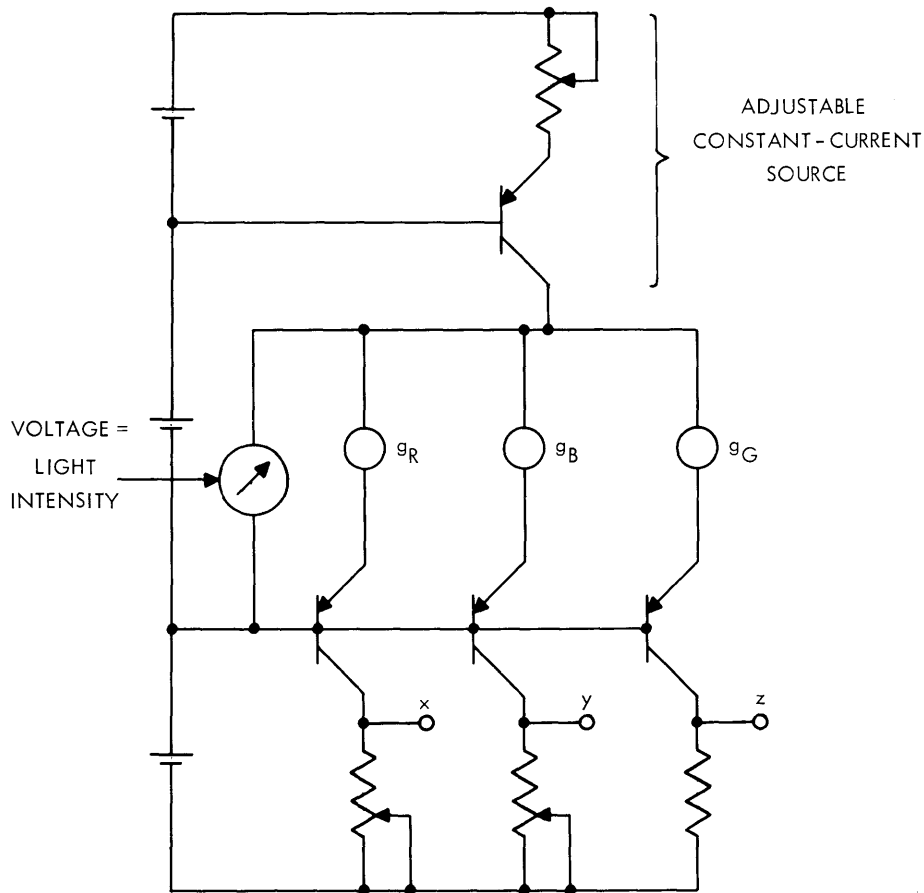 ADJUSTABLE
CONSTANT-CURRENT
SOURCE
VOLTAGE =
LIGHT
INTENSITY
gR
gB
gG
x
y
z